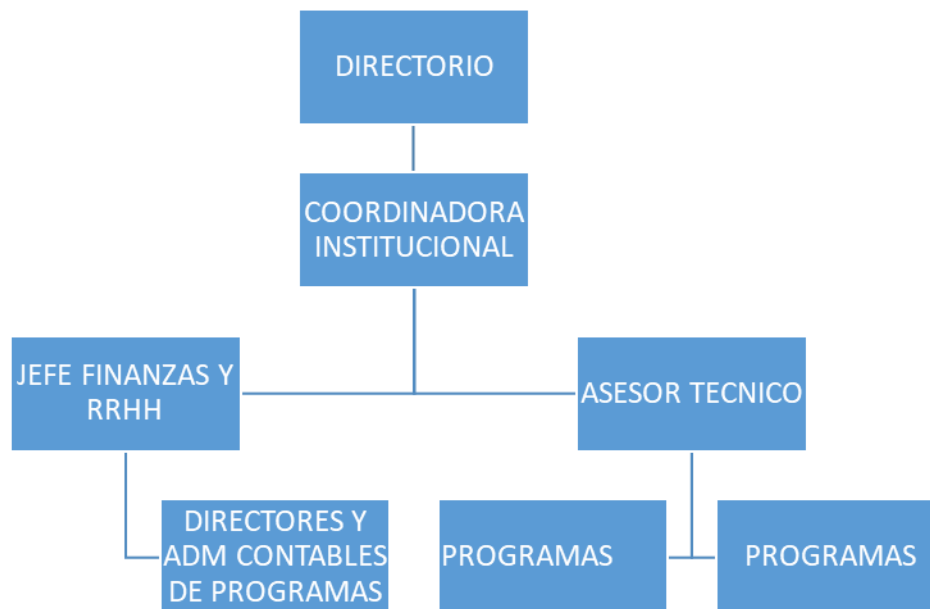 DIRECTORIO
COORDINADORA
INSTITUCIONAL
JEFE FINANZAS Y
RRHH
ASESOR TECNICO
DIRECTORES Y
ADM CONTABLES
DE PROGRAMAS
PROGRAMAS
PROGRAMAS